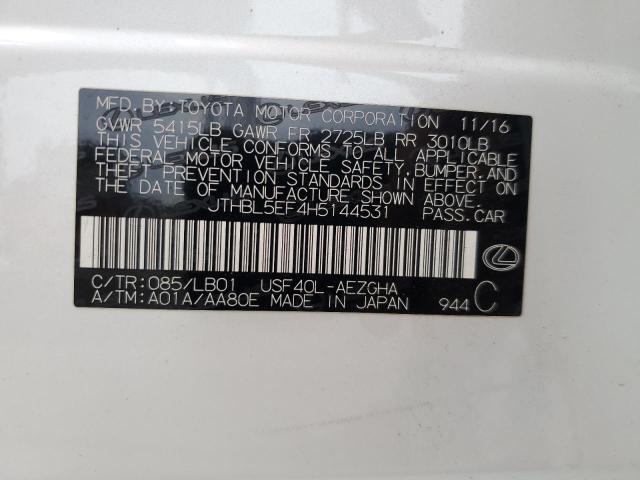 MFD. BY: TOYOTA MOTOR CORPORATION 11/16
GVWR 5415LB GAWR FR 2725LB RR 3010LB
THIS VEHICLE CONFORMS TO ALL APPLICABLE
FEDERAL MOTOR VEHICLE SAFETY, BUMPER, AND
THEFT PREVENTION STANDARDS IN EFFECT ON
THE DATE OF MANUFACTURE SHOWN ABOVE.
JTHBL5EF4H5144531 PASS. CAR
C/TR: 085/LB01 USF40L-AEZGHA
A/TM: A01A/AA80E MADE IN JAPAN 944 C